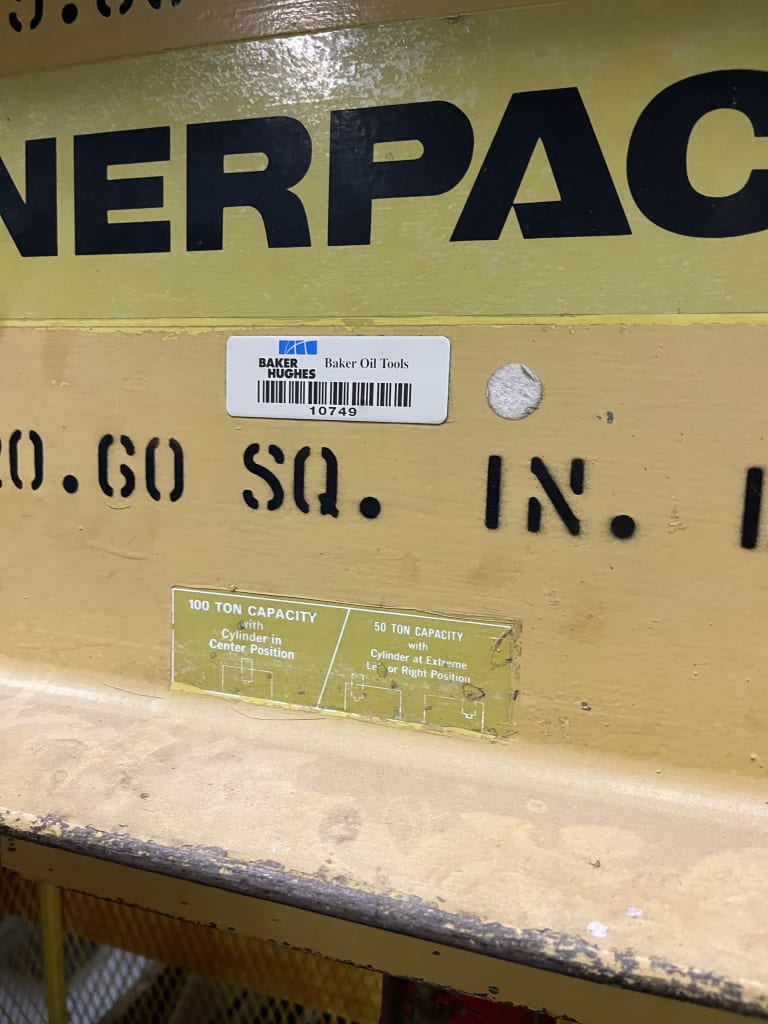 NERPAC
BAKER
HUGHES
Baker Oil Tools
10749
0.60 SQ. IN.
100 TON CAPACITY
with
Cylinder in
Center Position
50 TON CAPACITY
with
Cylinder at Extreme
Left or Right Position